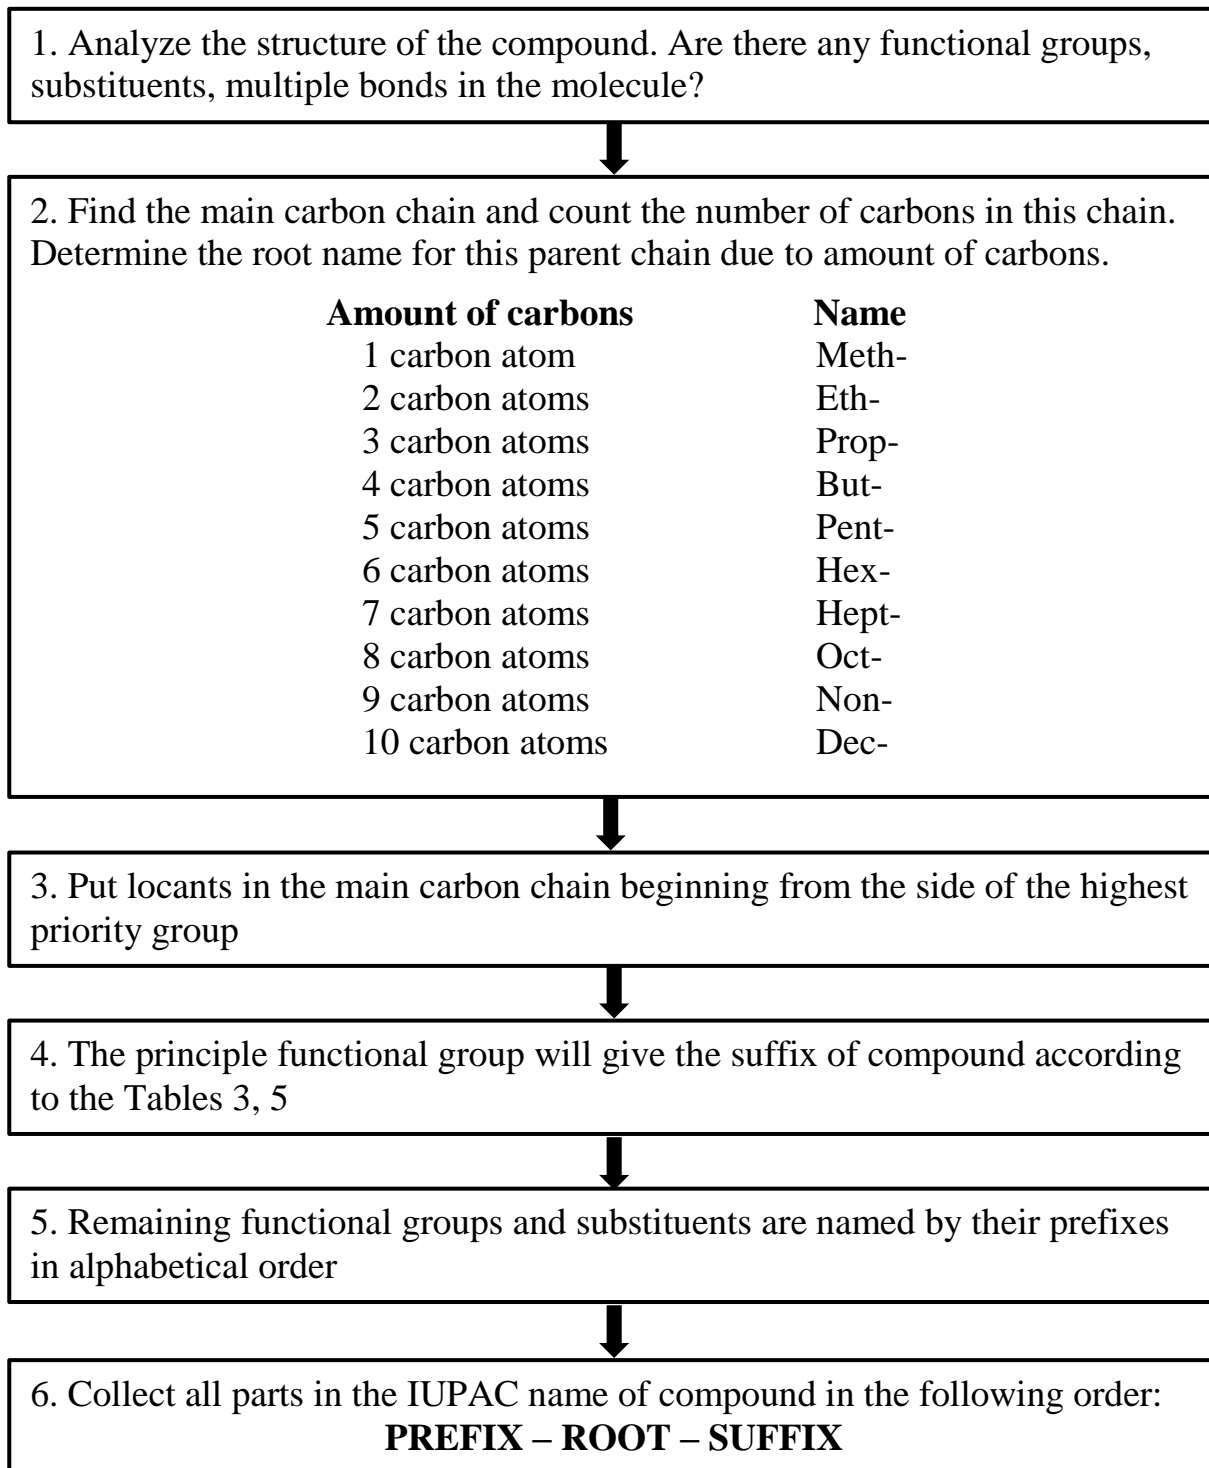 1. Analyze the structure of the compound. Are there any functional groups,
substituents, multiple bonds in the molecule?
2. Find the main carbon chain and count the number of carbons in this chain.
Determine the root name for this parent chain due to amount of carbons.
Amount of carbons Name
1 carbon atom Meth-
2 carbon atoms Eth-
3 carbon atoms Prop-
4 carbon atoms But-
5 carbon atoms Pent-
6 carbon atoms Hex-
7 carbon atoms Hept-
8 carbon atoms Oct-
9 carbon atoms Non-
10 carbon atoms Dec-
3. Put locants in the main carbon chain beginning from the side of the highest
priority group
4. The principle functional group will give the suffix of compound according
to the Tables 3, 5
5. Remaining functional groups and substituents are named by their prefixes
in alphabetical order
6. Collect all parts in the IUPAC name of compound in the following order:
PREFIX – ROOT – SUFFIX